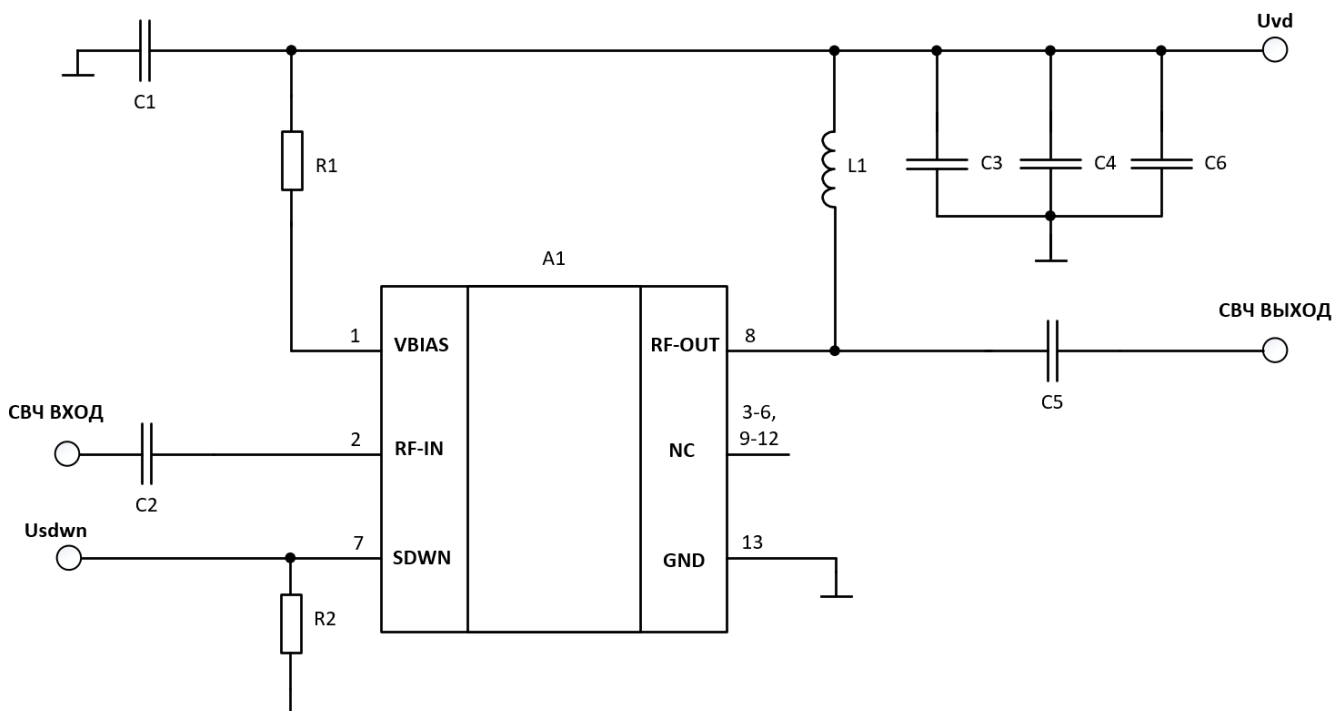 Uvd
C1
R1
L1
C3
C4
C6
A1
СВЧ ВЫХОД
1
VBIAS
RF-OUT
8
C5
СВЧ ВХОД
3-6,
9-12
2
RF-IN
NC
C2
Usdwn
7
SDWN
GND
13
R2